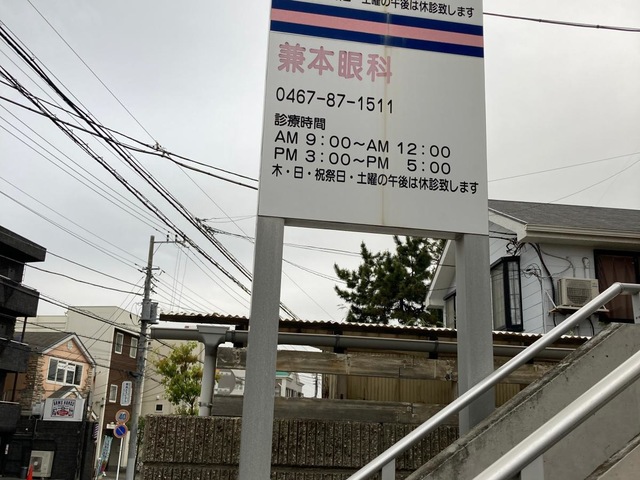 ・土曜の午後は休診致します
兼本眼科
0467-87-1511
診療時間
AM 9:00～AM 12:00
PM 3:00～PM 5:00
木・日・祝祭日・土曜の午後は休診致します